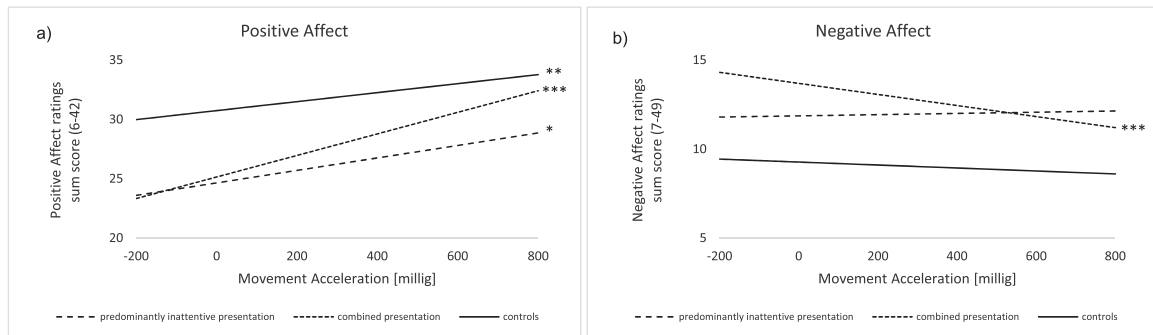 a)
Positive Affect
Positive Affect ratings
sum score (6-42)
35
30
25
20
**
***
*
-200 0 200 400 600 800
Movement Acceleration [millig]
predominantly inattentive presentation combined presentation controls
b)
Negative Affect
Negative Affect ratings
sum score (7-49)
15
10
5
***
-200 0 200 400 600 800
Movement Acceleration [millig]
predominantly inattentive presentation combined presentation controls